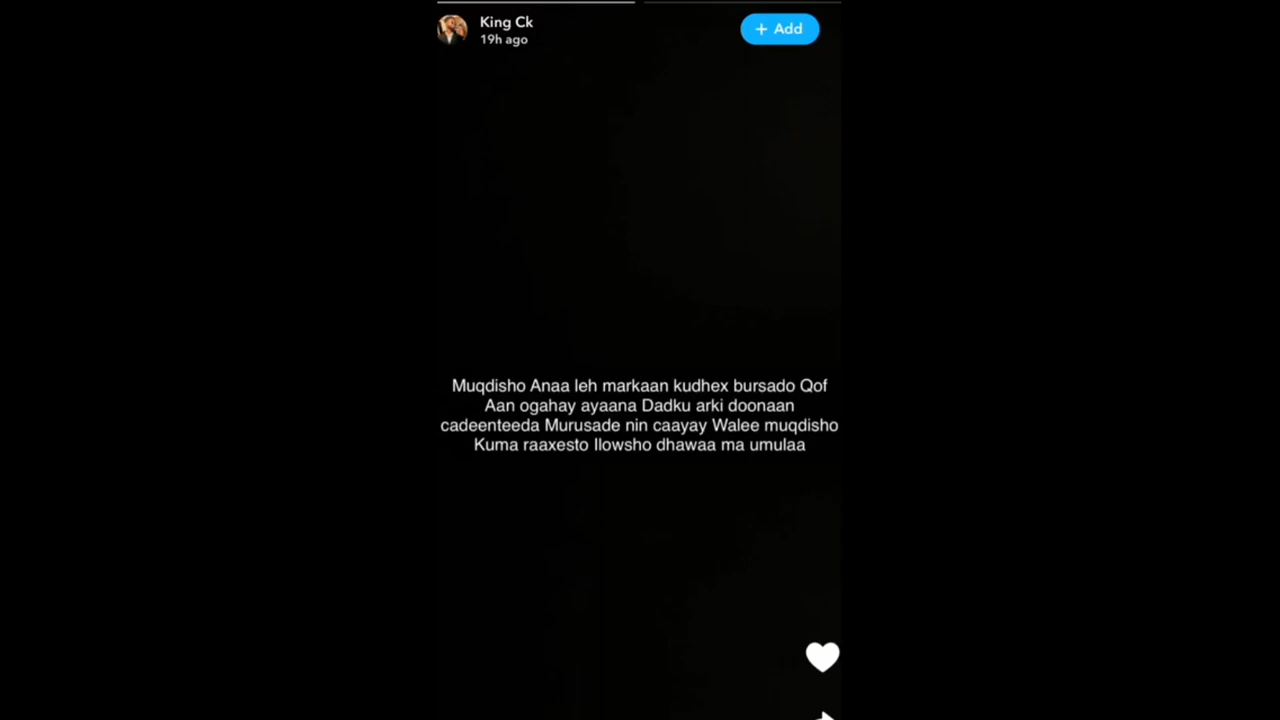 King Ck
19h ago
+ Add
Muqdisho Anaa leh markaan kudhex bursado Qof
Aan ogahay ayaana Dadku arki doonaan
cadeenteeda Murusade nin caayay Walee muqdisho
Kuma raaxesto Ilowsho dhawaa ma umulaa